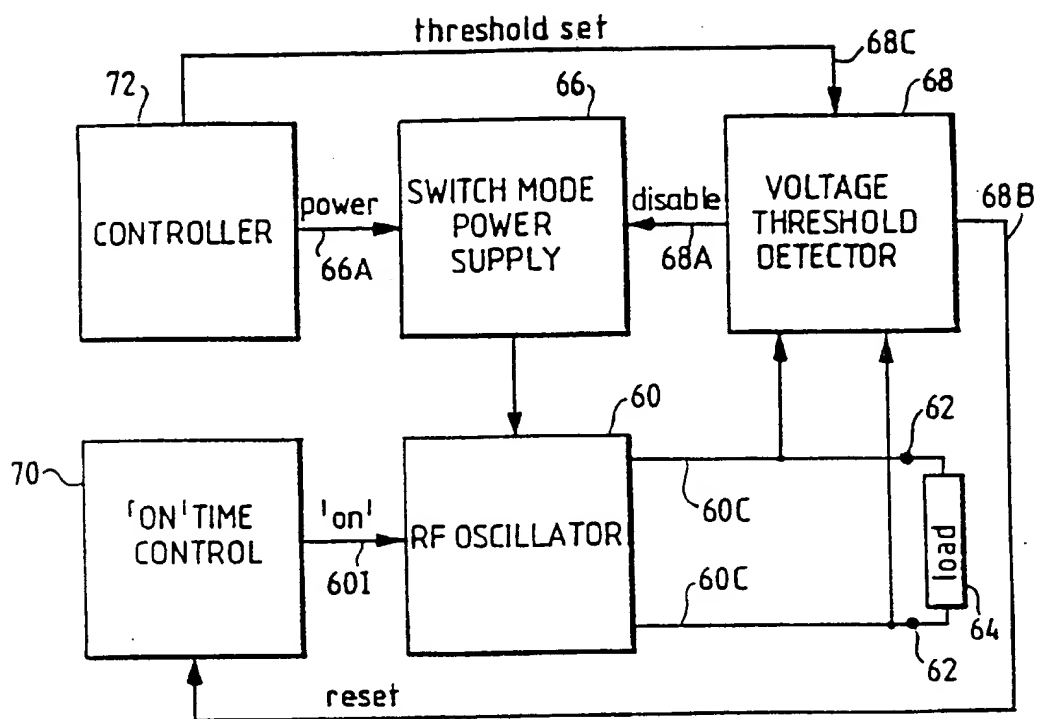 threshold set
68C
72
66
68
CONTROLLER
power
66A
SWITCH MODE
POWER
SUPPLY
disable
68A
VOLTAGE
THRESHOLD
DETECTOR
68B
60
62
70
'ON' TIME
CONTROL
'on'
60I
RF OSCILLATOR
60C
60C
load
64
62
reset